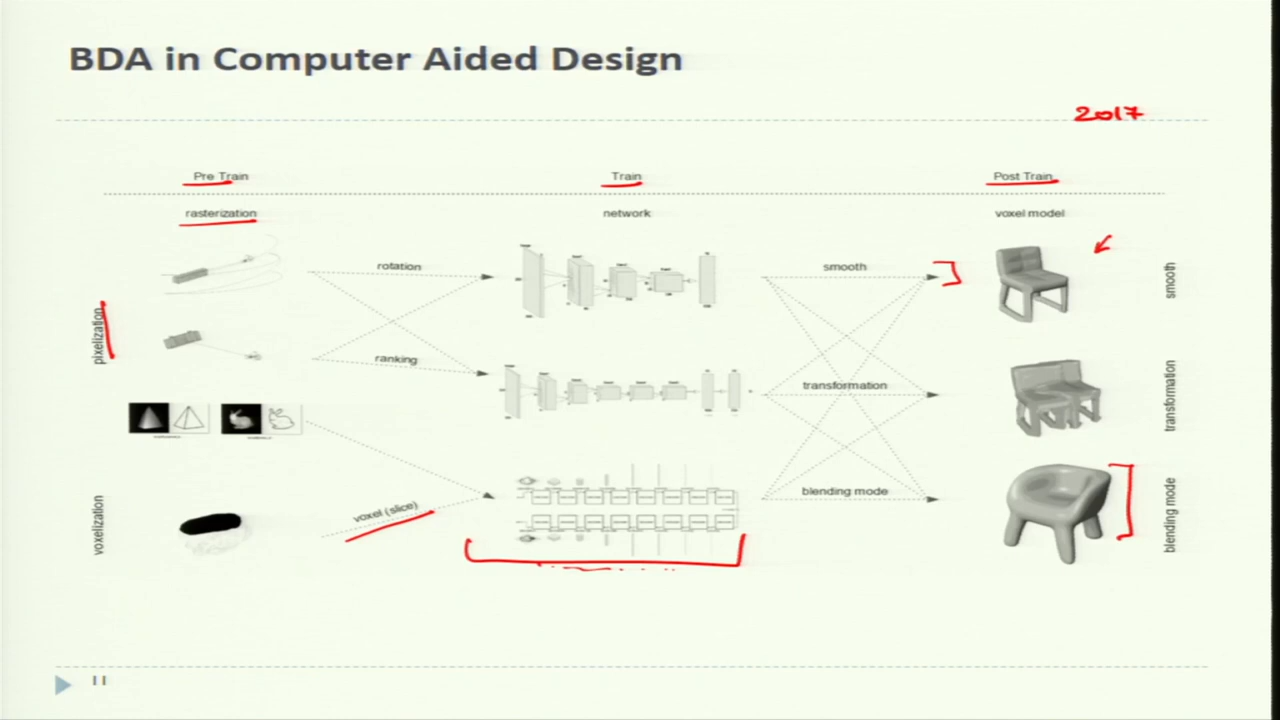 BDA in Computer Aided Design
2017
Pre Train
Train
Post Train
rasterization
network
voxel model
rotation
smooth
smooth
pixelization
ranking
transformation
transformation
voxelization
voxel (slice)
blending mode
blending mode
11